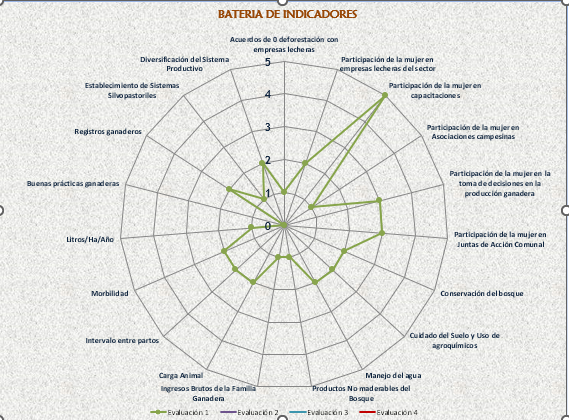 BATERIA DE INDICADORES
Acuerdos de 0 deforestación con
empresas lecheras
Participación de la mujer en
empresas lecheras del sector
Participación de la mujer en
capacitaciones
Participación de la mujer en
Asociaciones campesinas
Participación de la mujer en la
toma de decisiones en la
producción ganadera
Participación de la mujer en
Juntas de Acción Comunal
Conservación del bosque
Cuidado del Suelo y Uso de
agroquímicos
Manejo del agua
Productos No maderables del
Bosque
Ingresos Brutos de la Familia
Ganadera
Carga Animal
Intervalo entre partos
Morbilidad
Litros/Ha/Año
Buenas prácticas ganaderas
Registros ganaderos
Establecimiento de Sistemas
Silvopastoriles
Diversificación del Sistema
Productivo
5
4
3
2
1
0
Evaluación 1 Evaluación 2 Evaluación 3 Evaluación 4